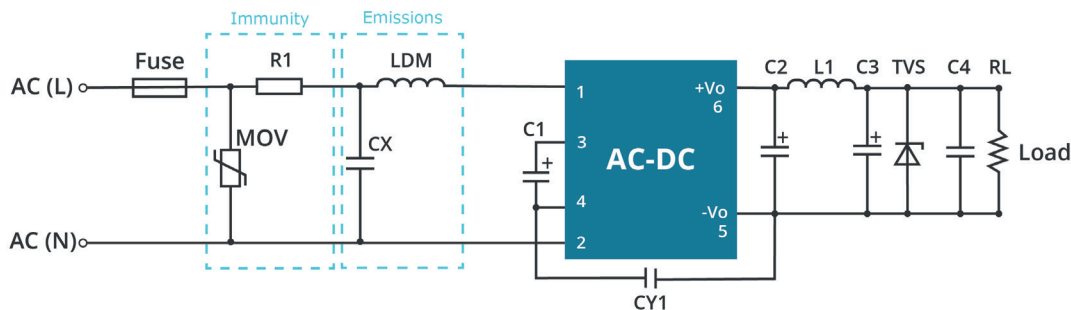 Immunity
Emissions
Fuse
R1
LDM
AC (L)
MOV
CX
AC (N)
C1
+
1
3
4
2
AC-DC
+Vo
6
-Vo
5
CY1
C2
L1
C3
TVS
C4
RL
+
+
Load